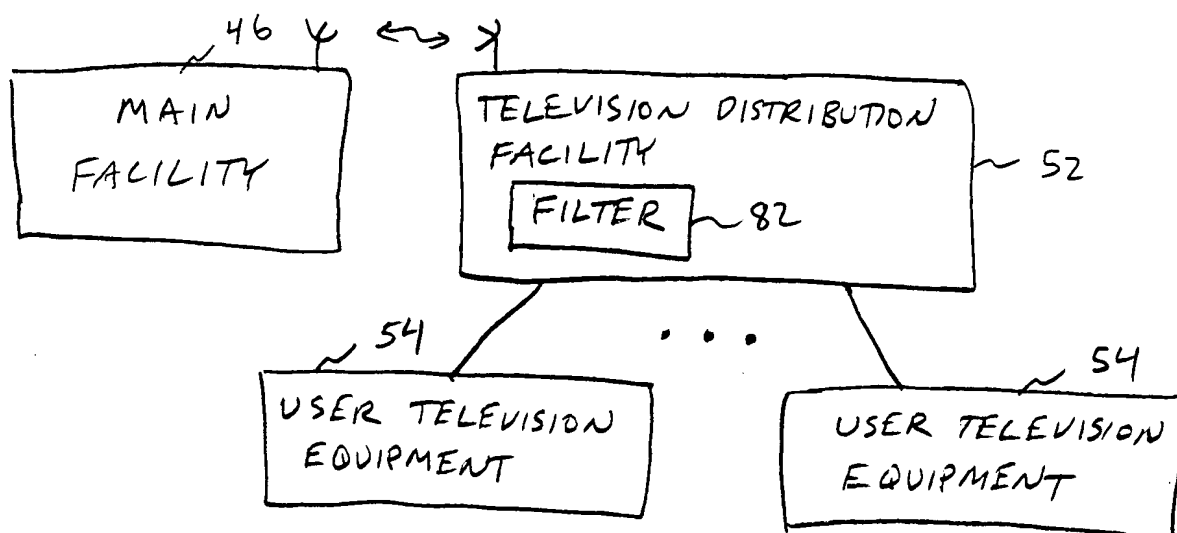 46
MAIN
FACILITY
TELEVISION DISTRIBUTION
FACILITY
52
FILTER
82
54
USER TELEVISION
EQUIPMENT
54
USER TELEVISION
EQUIPMENT